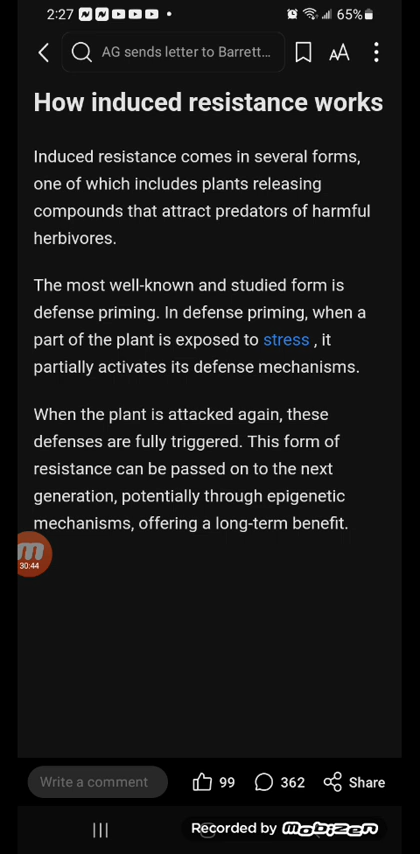 2:27 65%
AG sends letter to Barrett... AA
How induced resistance works
Induced resistance comes in several forms,
one of which includes plants releasing
compounds that attract predators of harmful
herbivores.
The most well-known and studied form is
defense priming. In defense priming, when a
part of the plant is exposed to stress , it
partially activates its defense mechanisms.
When the plant is attacked again, these
defenses are fully triggered. This form of
resistance can be passed on to the next
generation, potentially through epigenetic
mechanisms, offering a long-term benefit.
m
30:44
Write a comment 99 362 Share
Recorded by mobizen